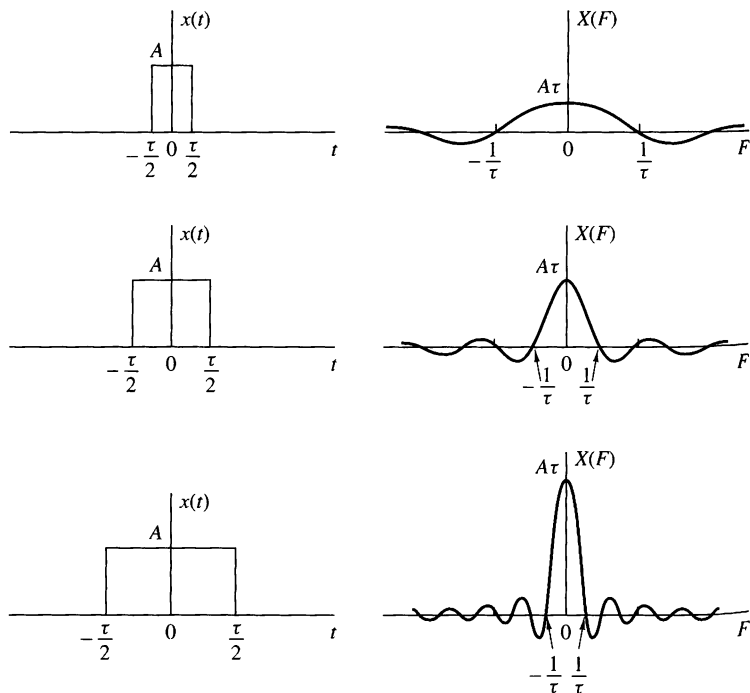 x(t)
A
−τ/2 0 τ/2 t
X(F)
Aτ
−1/τ 0 1/τ F
x(t)
A
−τ/2 0 τ/2 t
X(F)
Aτ
−1/τ 0 1/τ F
x(t)
A
−τ/2 0 τ/2 t
X(F)
Aτ
0 F
−1/τ 1/τ